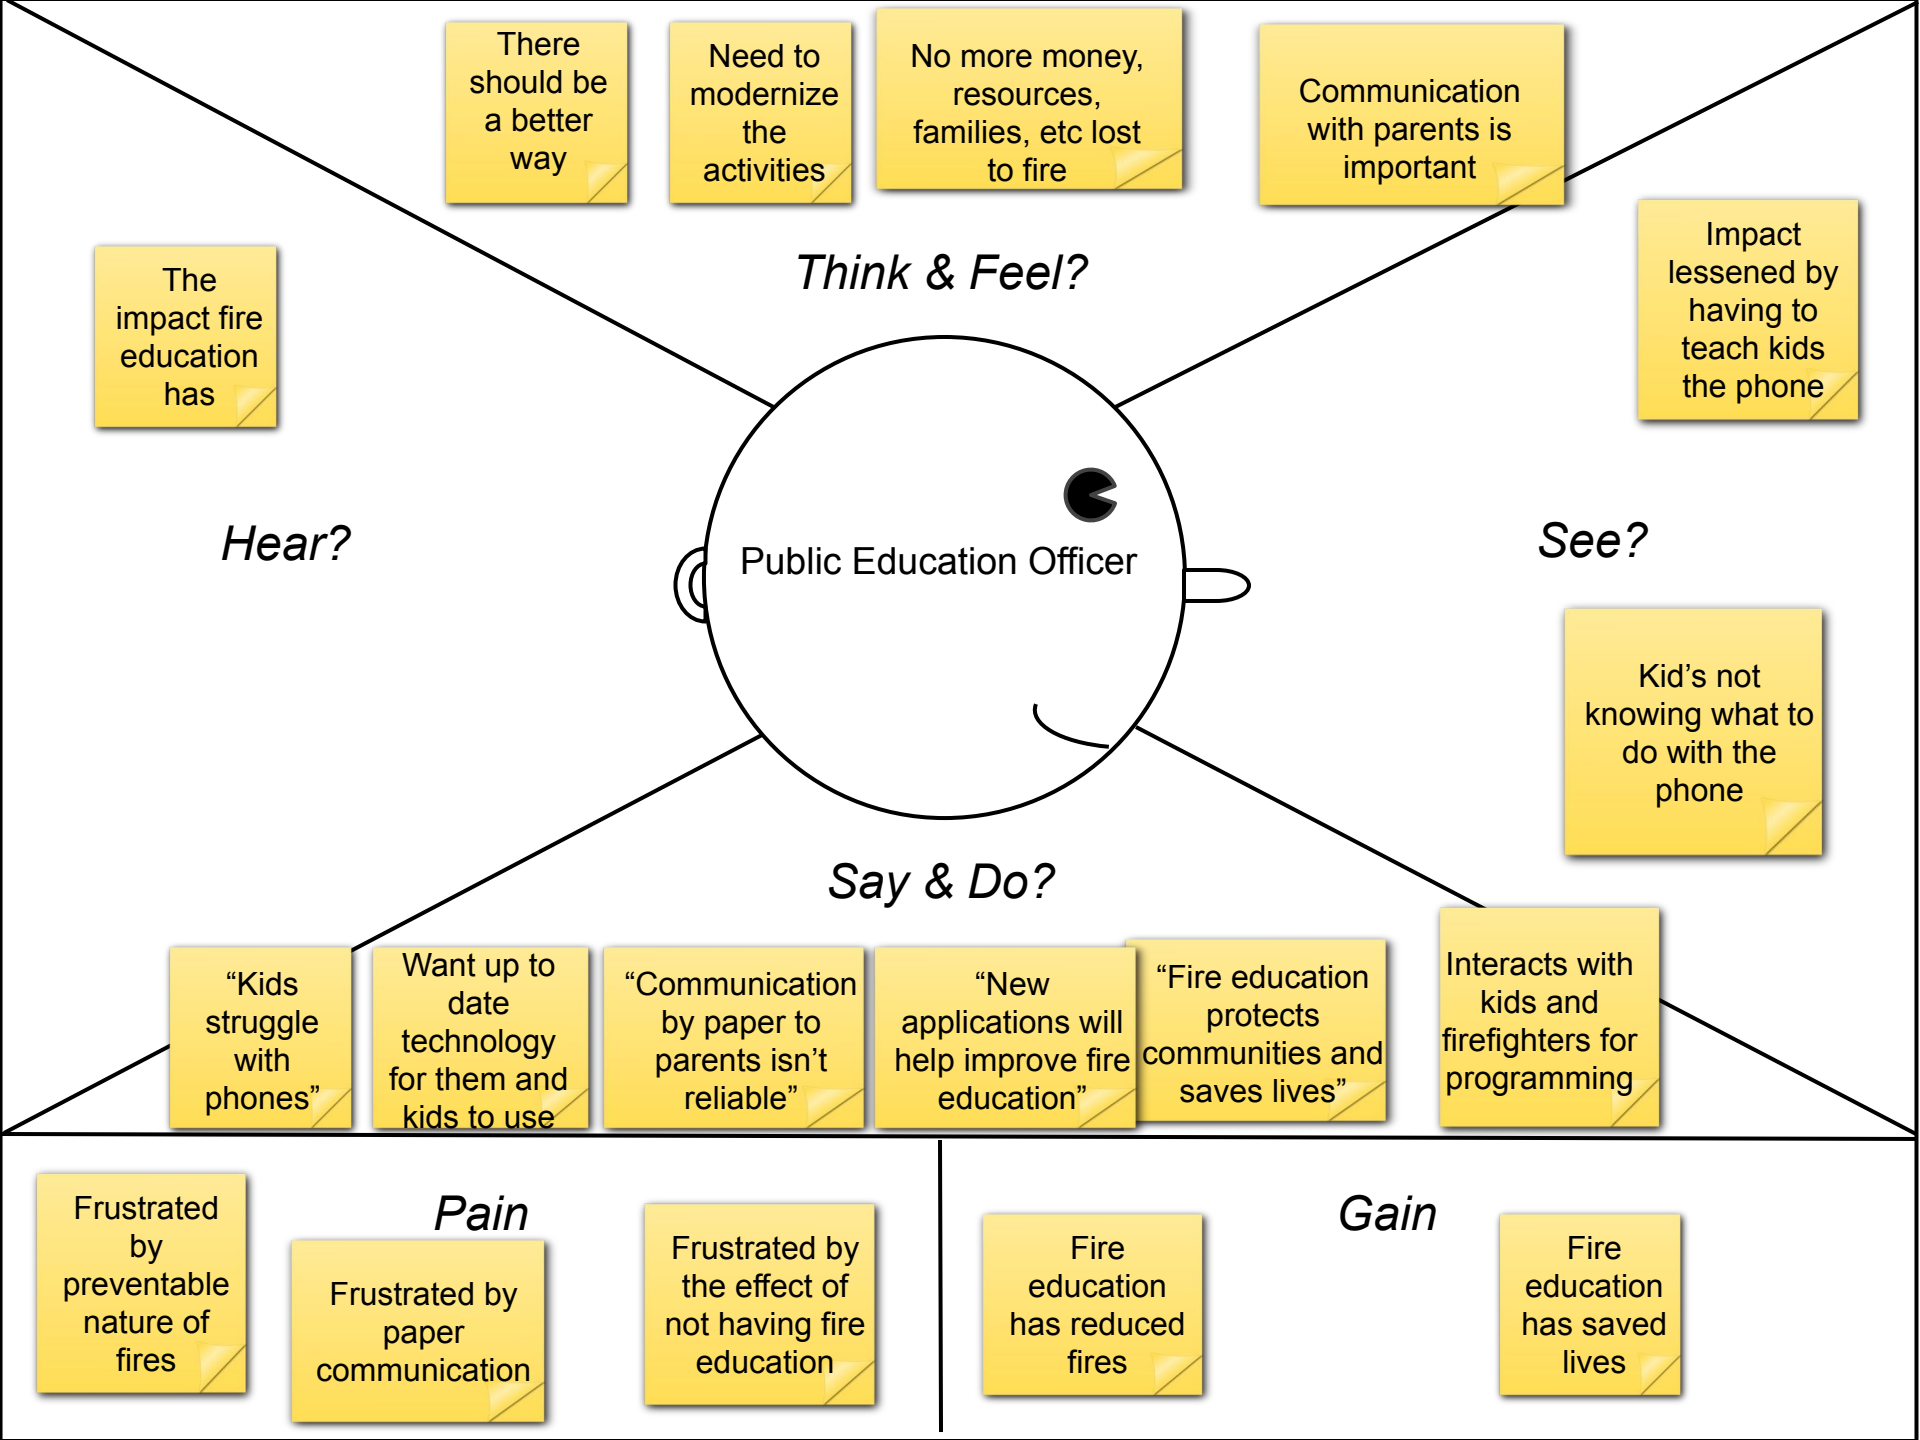 There
should be
a better
way
Need to
modernize
the
activities
No more money,
resources,
families, etc lost
to fire
Communication
with parents is
important
Think & Feel?
The
impact fire
education
has
Hear?
Public Education Officer
Impact
lessened by
having to
teach kids
the phone
See?
Kid’s not
knowing what to
do with the
phone
Say & Do?
“Kids
struggle
with
phones”
Want up to
date
technology
for them and
kids to use
“Communication
by paper to
parents isn’t
reliable”
“New
applications will
help improve fire
education”
“Fire education
protects
communities and
saves lives”
Interacts with
kids and
firefighters for
programming
Pain
Frustrated
by
preventable
nature of
fires
Frustrated by
paper
communication
Frustrated by
the effect of
not having fire
education
Gain
Fire
education
has reduced
fires
Fire
education
has saved
lives